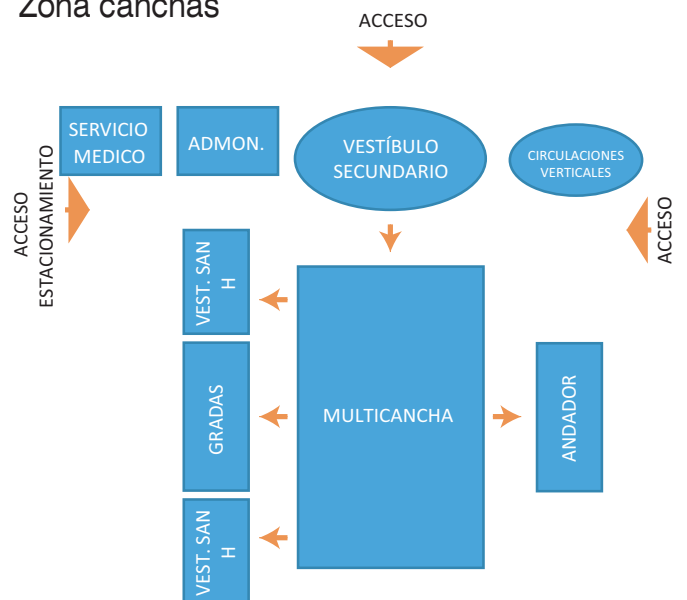 Zona canchas
ACCESO
SERVICIO
MEDICO
ADMON.
VESTÍBULO
SECUNDARIO
CIRCULACIONES
VERTICALES
ACCESO
ESTACIONAMIENTO
ACCESO
VEST. SAN
H
GRADAS
MULTICANCHA
ANDADOR
VEST. SAN
H